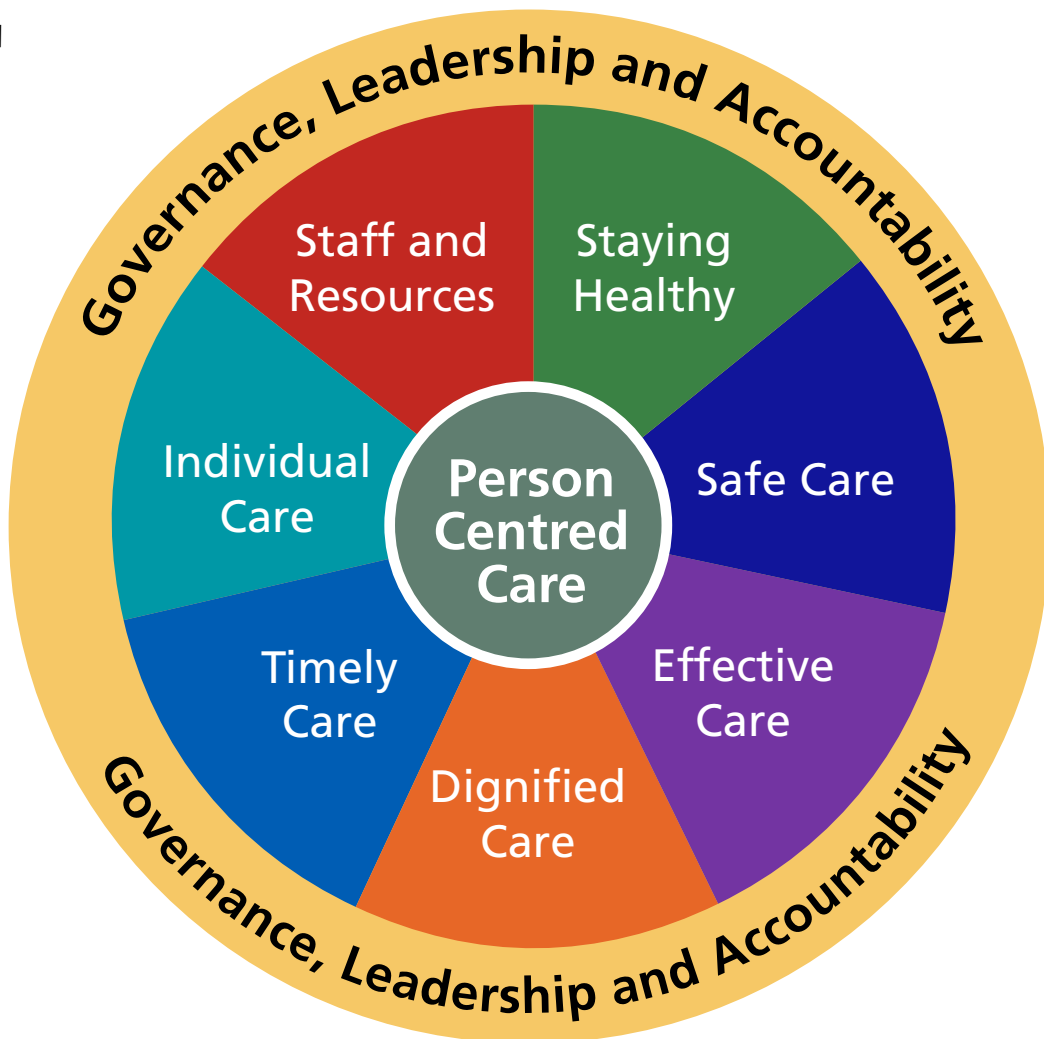 Governance, Leadership and Accountability
Staff and
Resources
Staying
Healthy
Individual
Care
Person
Centred
Care
Safe Care
Timely
Care
Effective
Care
Dignified
Care
Governance, Leadership and Accountability